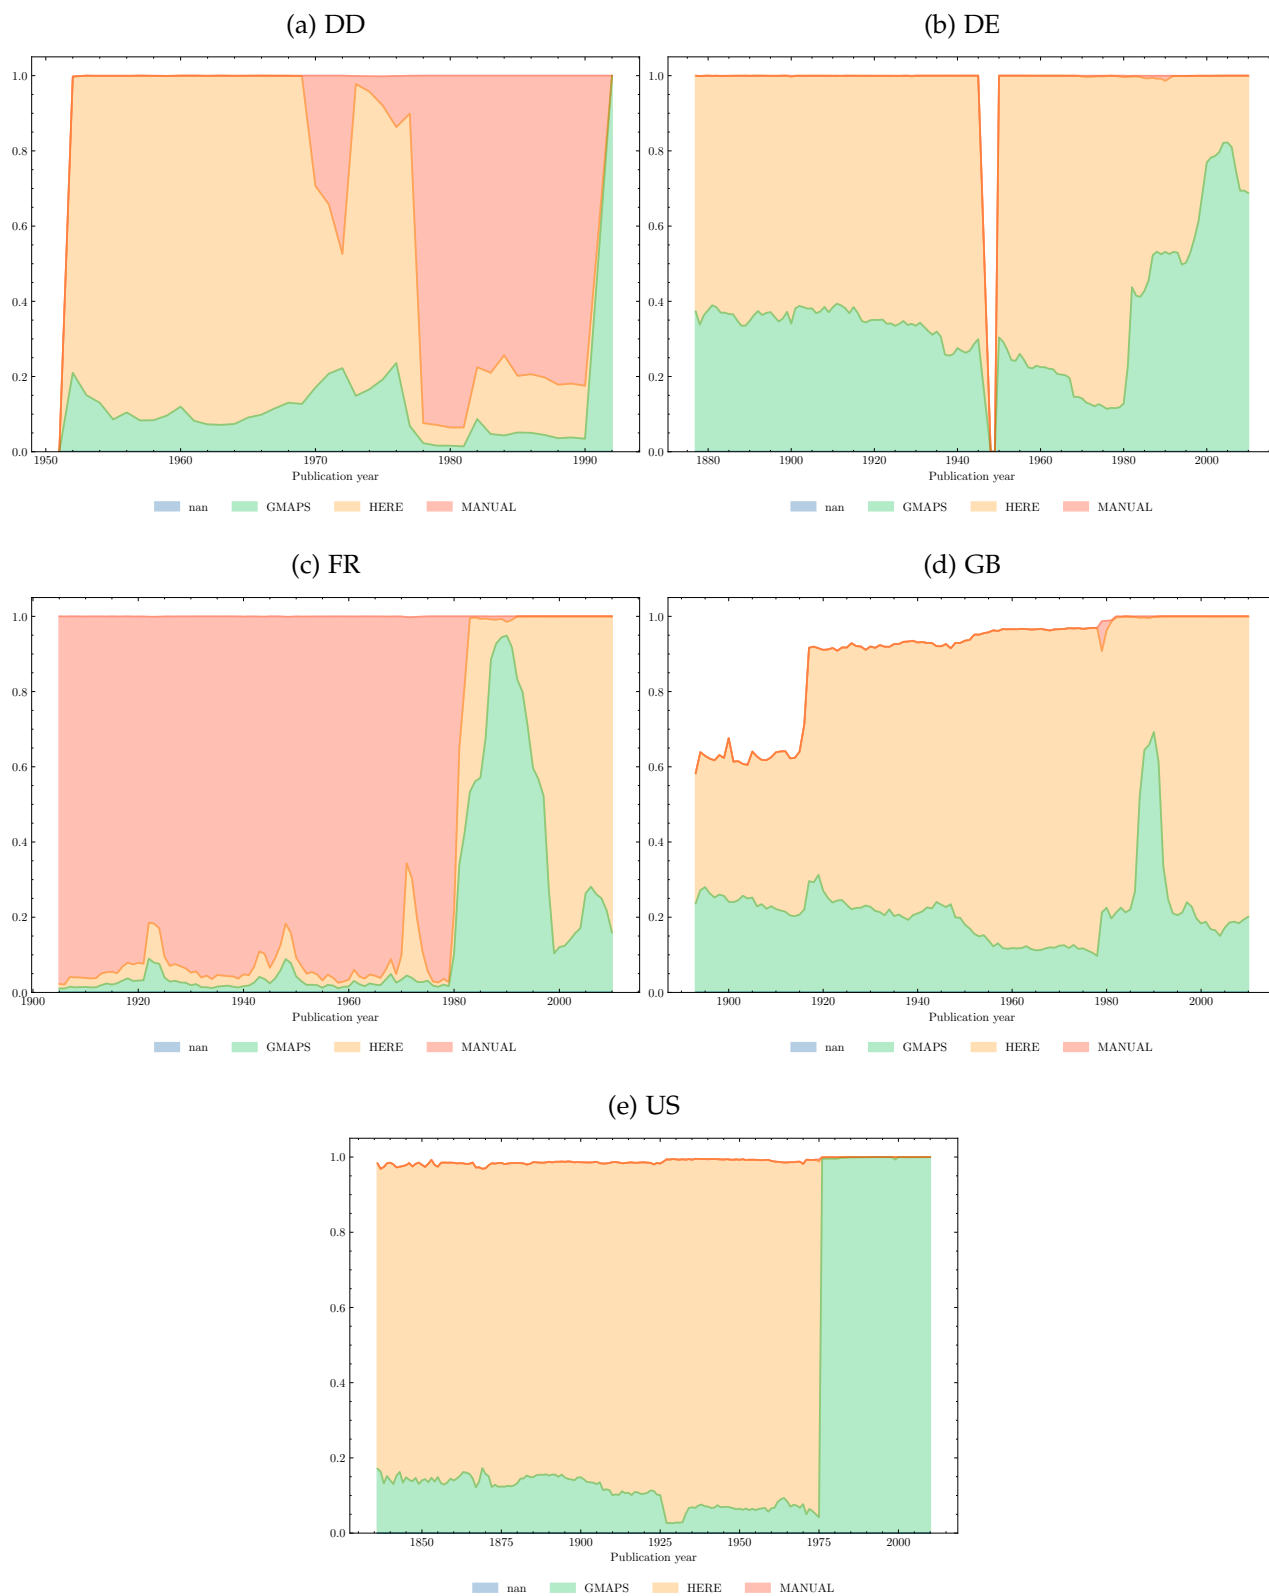 (a) DD
(b) DE
1.0
0.8
0.6
0.4
0.2
0.0
1950 1960 1970 1980 1990
Publication year
nan GMAPS HERE MANUAL
1.0
0.8
0.6
0.4
0.2
0.0
1880 1900 1920 1940 1960 1980 2000
Publication year
nan GMAPS HERE MANUAL
(c) FR
(d) GB
1.0
0.8
0.6
0.4
0.2
0.0
1900 1920 1940 1960 1980 2000
Publication year
nan GMAPS HERE MANUAL
1.0
0.8
0.6
0.4
0.2
0.0
1900 1920 1940 1960 1980 2000
Publication year
nan GMAPS HERE MANUAL
(e) US
1.0
0.8
0.6
0.4
0.2
0.0
1850 1875 1900 1925 1950 1975 2000
Publication year
nan GMAPS HERE MANUAL